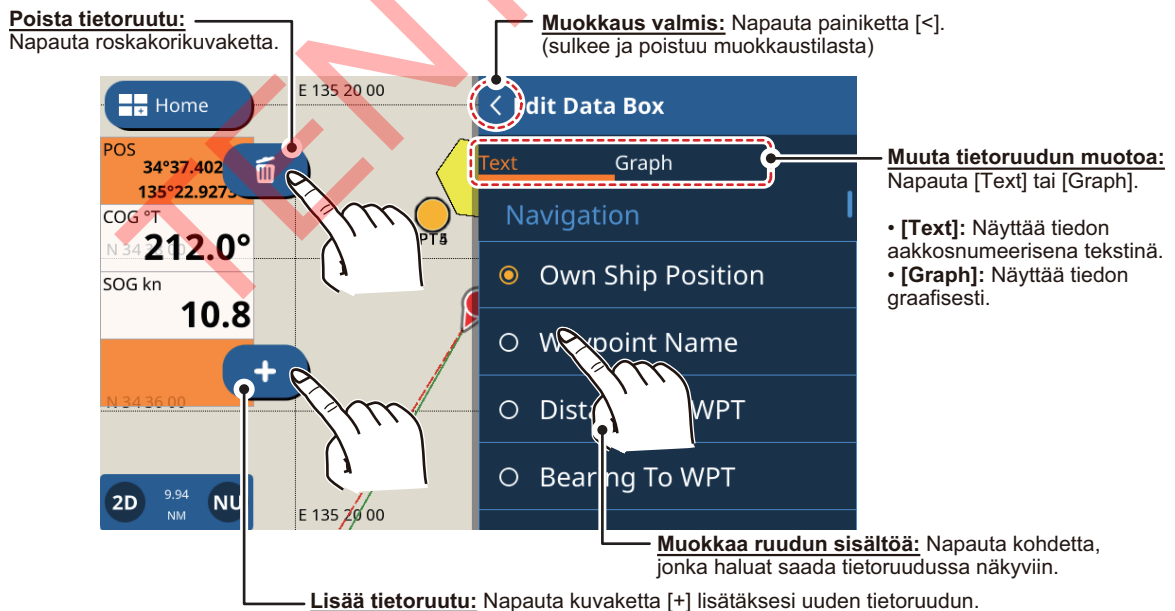 Poista tietoruutu:
Napauta roskakorikuvaketta.
Muokkaus valmis: Napauta painiketta [<].
(sulkee ja poistuu muokkaustilasta)
Home
E 135 20 00
POS
34°37.402
135°22.927
COG °T
212.0°
SOG kn
10.8
N 34 36 00
2D
9.94
NM
NU
E 135 20 00
Edit Data Box
Text
Graph
Navigation
Own Ship Position
Waypoint Name
WPT
Bearing To WPT
Muuta tietoruudun muotoa:
Napauta [Text] tai [Graph].
• [Text]: Näyttää tiedon
aakkosnumeerisena tekstinä.
• [Graph]: Näyttää tiedon
graafisesti.
Muokkaa ruudun sisältöä: Napauta kohdetta,
jonka haluat saada tietoruudussa näkyviin.
Lisää tietoruutu: Napauta kuvaketta [+] lisätäksesi uuden tietoruudun.